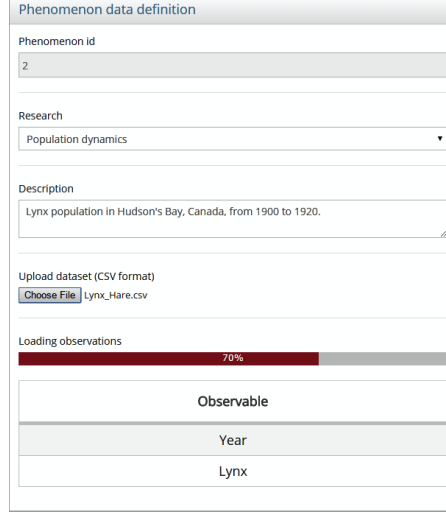 Phenomenon data definition
Phenomenon id
2
Research
Population dynamics
Description
Lynx population in Hudson's Bay, Canada, from 1900 to 1920.
Upload dataset (CSV format)
Choose File Lynx_Hare.csv
Loading observations
70%
Observable
Year
Lynx